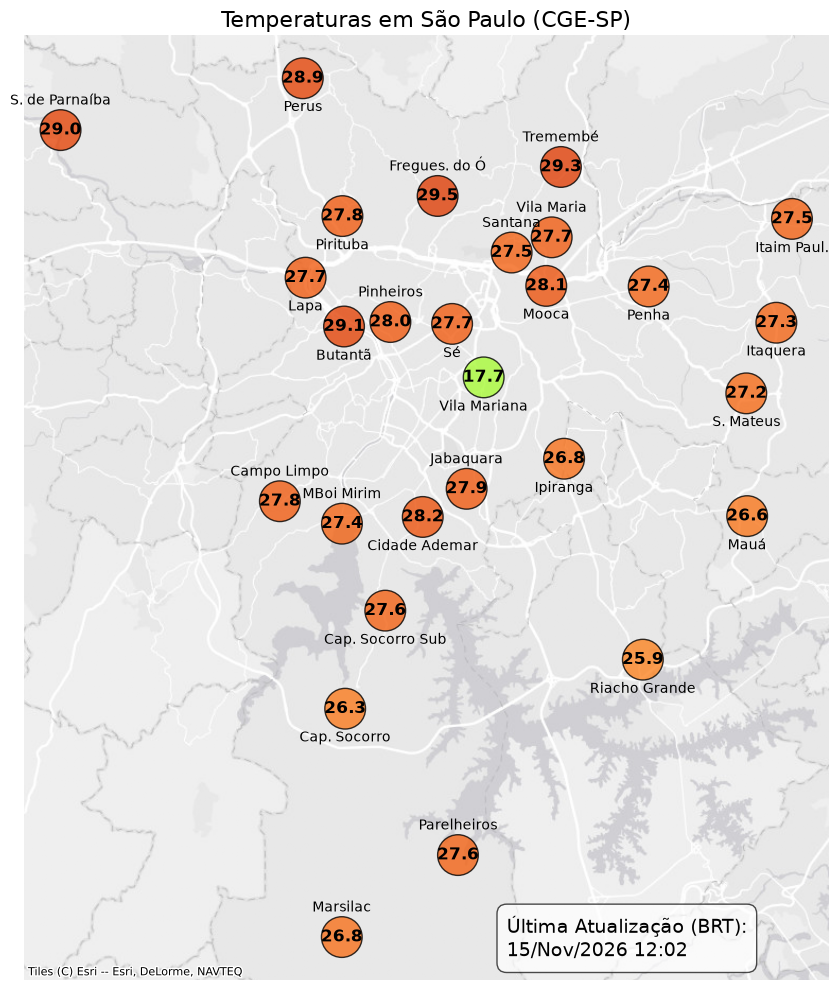 Temperaturas em São Paulo (CGE-SP)
28.9
Perus
S. de Parnaíba
29.0
Tremembé
29.3
Fregues. do Ó
29.5
27.8
Pirituba
Vila Maria
27.7
Santana
27.5
27.5
Itaim Paul.
27.7
Lapa
Pinheiros
28.0
29.1
Butantã
27.7
Sé
28.1
Mooca
27.4
Penha
27.3
Itaquera
17.7
Vila Mariana
27.2
S. Mateus
26.8
Ipiranga
Jabaquara
27.9
Campo Limpo
27.8
MBoi Mirim
27.4
28.2
Cidade Ademar
26.6
Mauá
27.6
Cap. Socorro Sub
25.9
Riacho Grande
26.3
Cap. Socorro
Parelheiros
27.6
Marsilac
26.8
Última Atualização (BRT):
15/Nov/2026 12:02
Tiles (C) Esri -- Esri, DeLorme, NAVTEQ